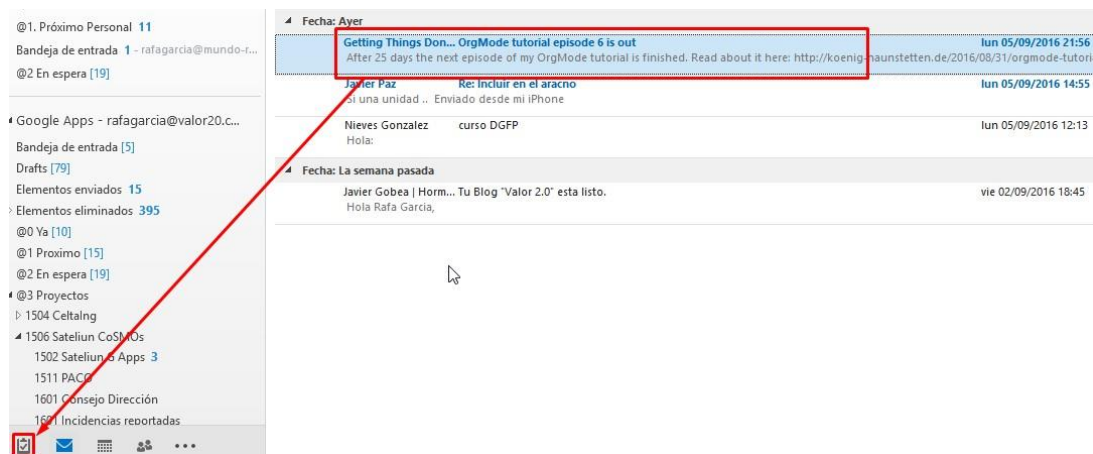 @1. Próximo Personal 11
Bandeja de entrada 1 - rafagarcia@mundo-r...
@2 En espera [19]
Google Apps - rafagarcia@valor20.c...
Bandeja de entrada [5]
Drafts [79]
Elementos enviados 15
Elementos eliminados 395
@0 Ya [10]
@1 Proximo [15]
@2 En espera [19]
@3 Proyectos
1504 CeltaIng
1506 Sateliun CoSMOs
1502 Sateliun G Apps 3
1511 PACO
1601 Consejo Dirección
1601 Incidencias reportadas
Fecha: Ayer
Getting Things Don... OrgMode tutorial episode 6 is out lun 05/09/2016 21:56
After 25 days the next episode of my OrgMode tutorial is finished. Read about it here: http://koenig-haunstetten.de/2016/08/31/orgmode-tutori
Javier Paz Re: Incluir en el aracno lun 05/09/2016 14:55
Si una unidad .. Enviado desde mi iPhone
Nieves Gonzalez curso DGFP lun 05/09/2016 12:13
Hola:
Fecha: La semana pasada
Javier Gobea | Horm... Tu Blog "Valor 2.0" esta listo. vie 02/09/2016 18:45
Hola Rafa Garcia,